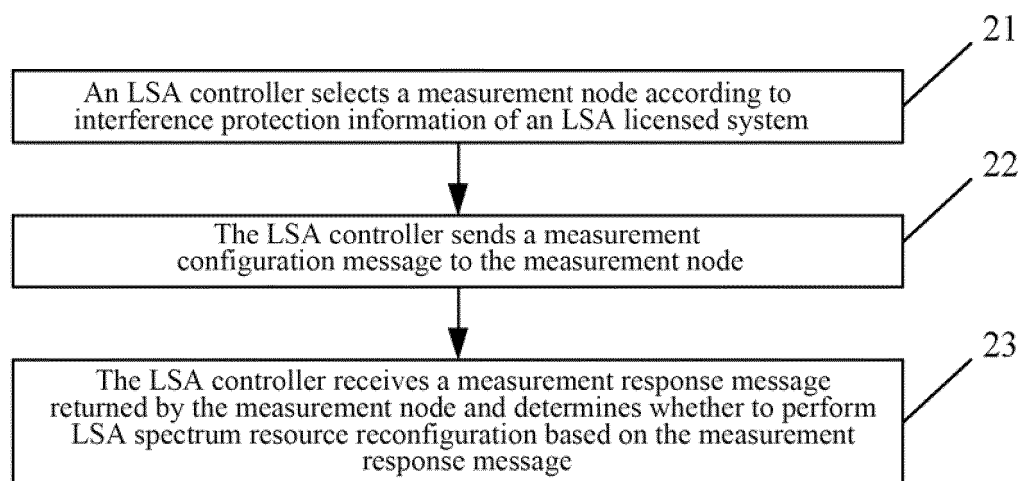 21
An LSA controller selects a measurement node according to
interference protection information of an LSA licensed system
22
The LSA controller sends a measurement
configuration message to the measurement node
23
The LSA controller receives a measurement response message
returned by the measurement node and determines whether to perform
LSA spectrum resource reconfiguration based on the measurement
response message